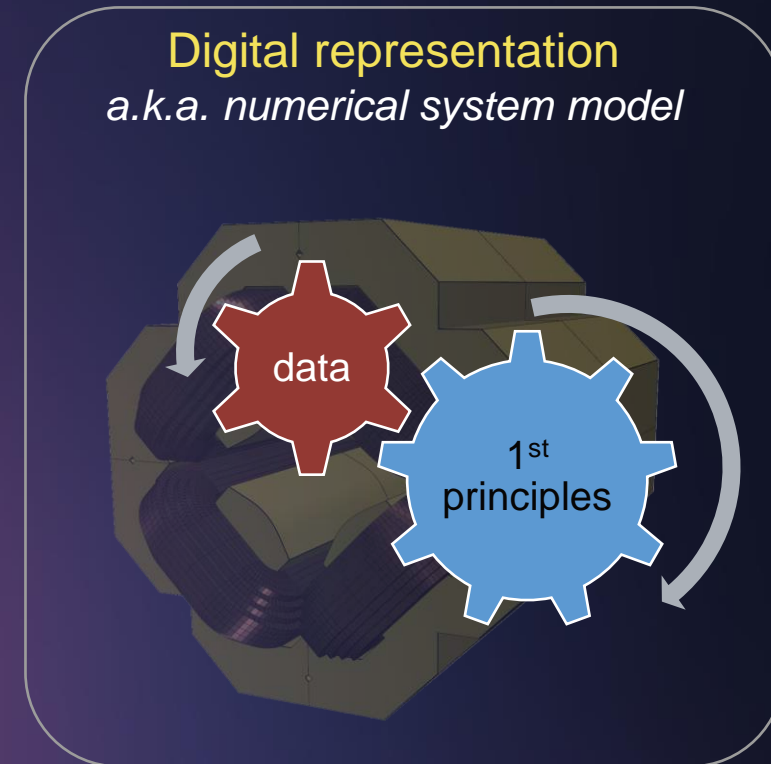 Digital representation
a.k.a. numerical system model
data
1st
principles